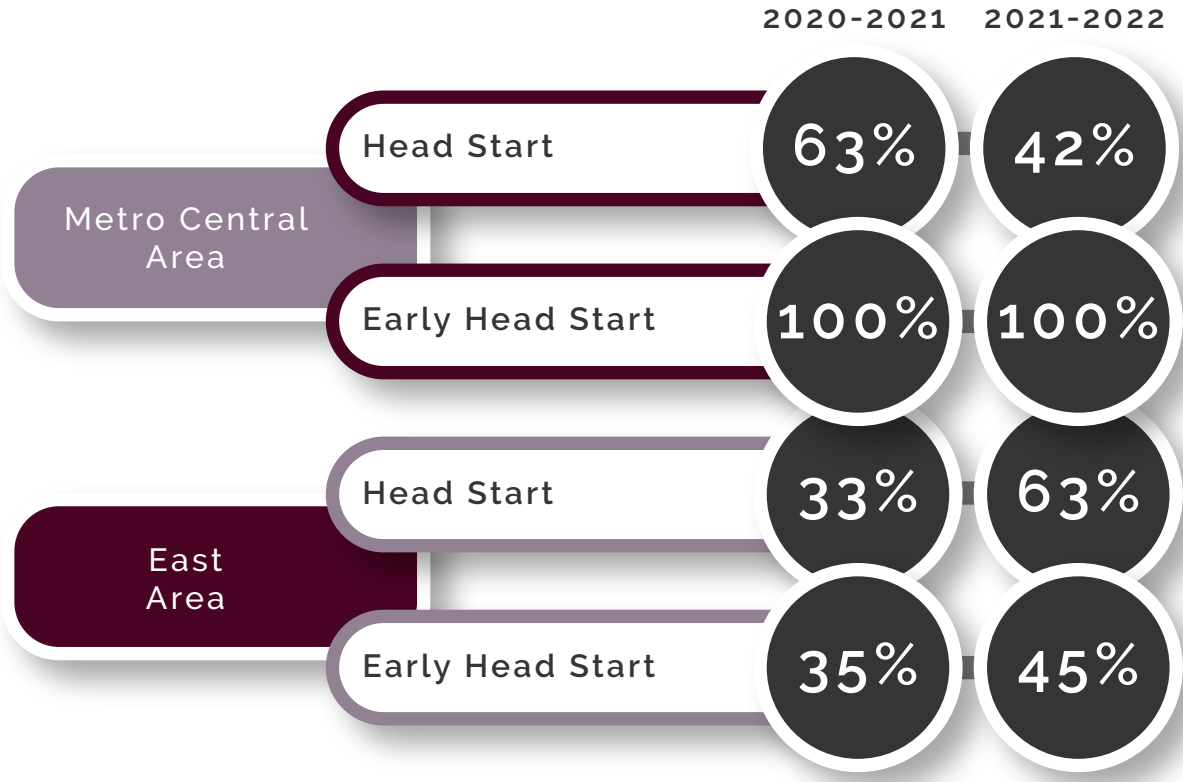 2020-2021 2021-2022
Head Start 63% 42%
Metro Central
Area
Early Head Start 100% 100%
Head Start 33% 63%
East
Area
Early Head Start 35% 45%